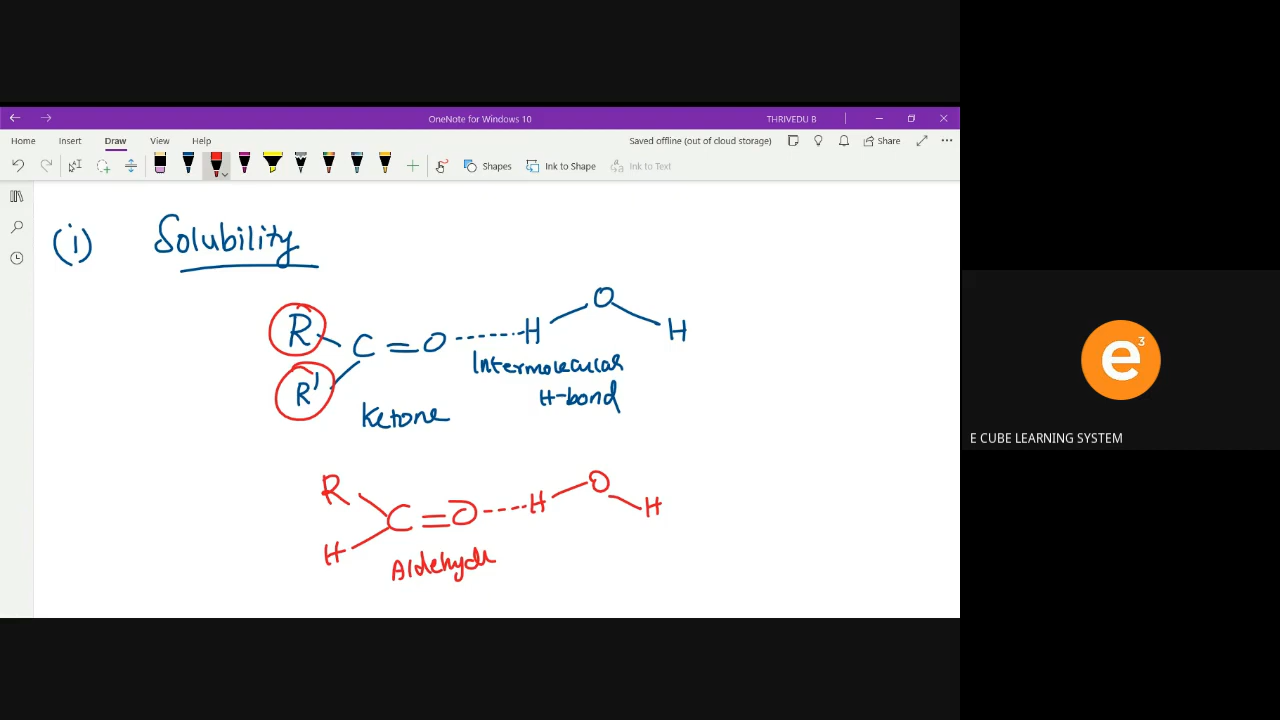 OneNote for Windows 10
THRIVEDU B
Home Insert Draw View Help
Saved offline (out of cloud storage)
Share
Shapes
Ink to Shape
Ink to Text
(i) Solubility
R
R'
C = O ...... H O H
Intermolecular
H-bond
Ketone
R
H
C = O ---- H O H
Aldehyde
e3
E CUBE LEARNING SYSTEM